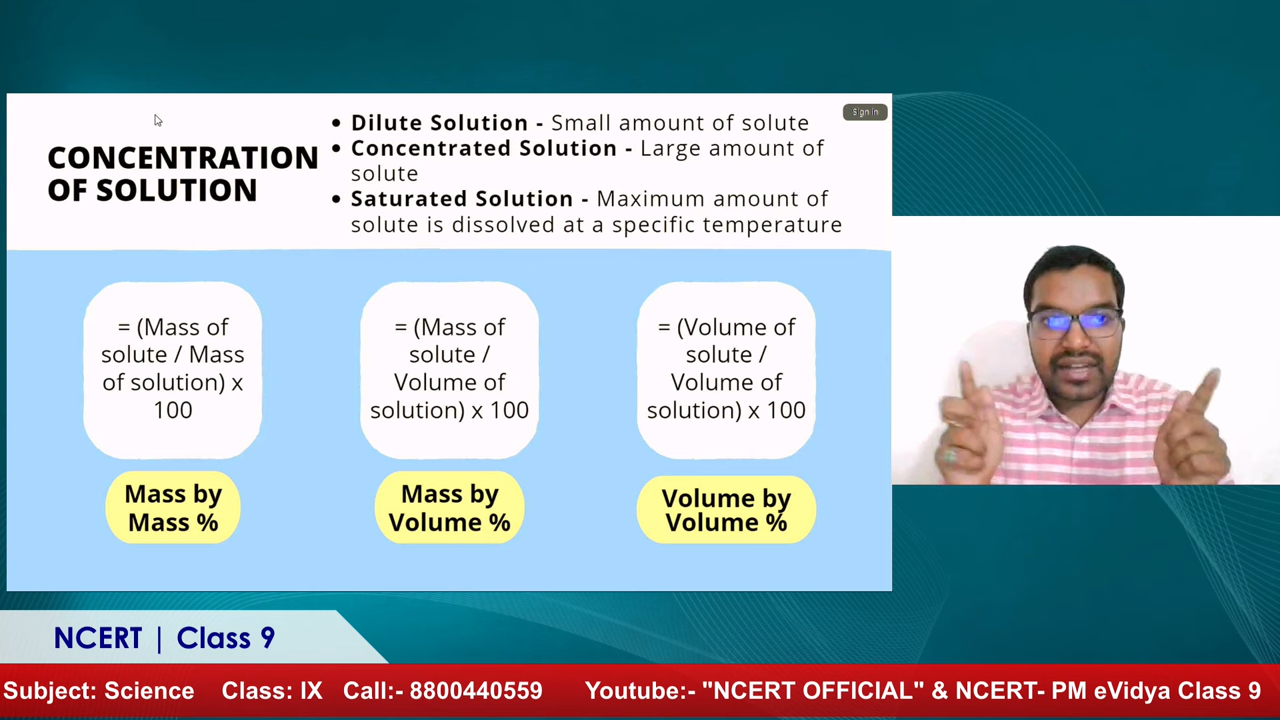 Sign in
CONCENTRATION
OF SOLUTION
• Dilute Solution - Small amount of solute
• Concentrated Solution - Large amount of
solute
• Saturated Solution - Maximum amount of
solute is dissolved at a specific temperature
= (Mass of
solute / Mass
of solution) x
100
Mass by
Mass %
= (Mass of
solute /
Volume of
solution) x 100
Mass by
Volume %
= (Volume of
solute /
Volume of
solution) x 100
Volume by
Volume %
NCERT | Class 9
Subject: Science Class: IX Call:- 8800440559 Youtube:- "NCERT OFFICIAL" & NCERT- PM eVidya Class 9